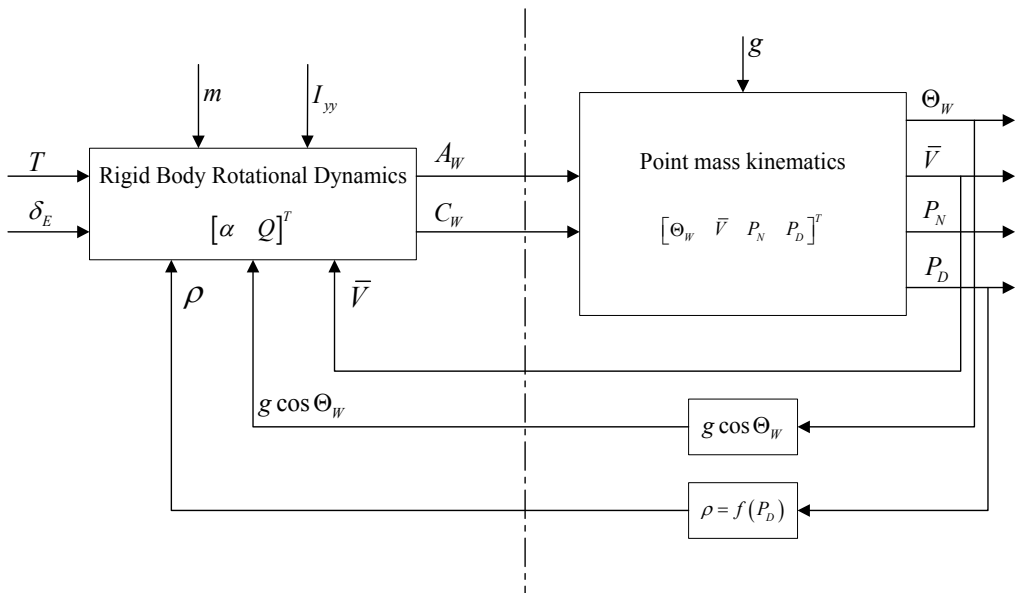 g
Θ_W
m
I_yy
Point mass kinematics
V̄
T
Rigid Body Rotational Dynamics
A_W
δ_E
[α Q]^T
C_W
[Θ_W V̄ P_N P_D]^T
P_N
P_D
ρ
V̄
g cos Θ_W
g cos Θ_W
ρ = f(P_D)